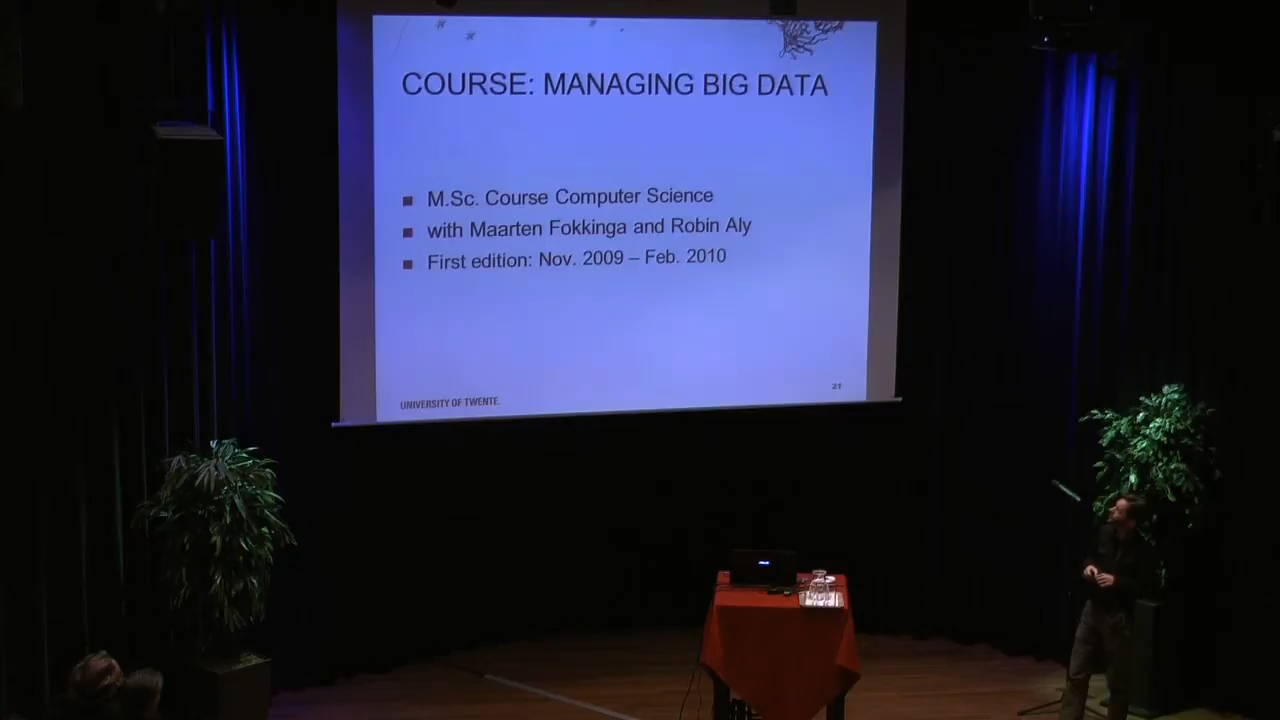 COURSE: MANAGING BIG DATA
M.Sc. Course Computer Science
with Maarten Fokkinga and Robin Aly
First edition: Nov. 2009 – Feb. 2010
21
UNIVERSITY OF TWENTE.